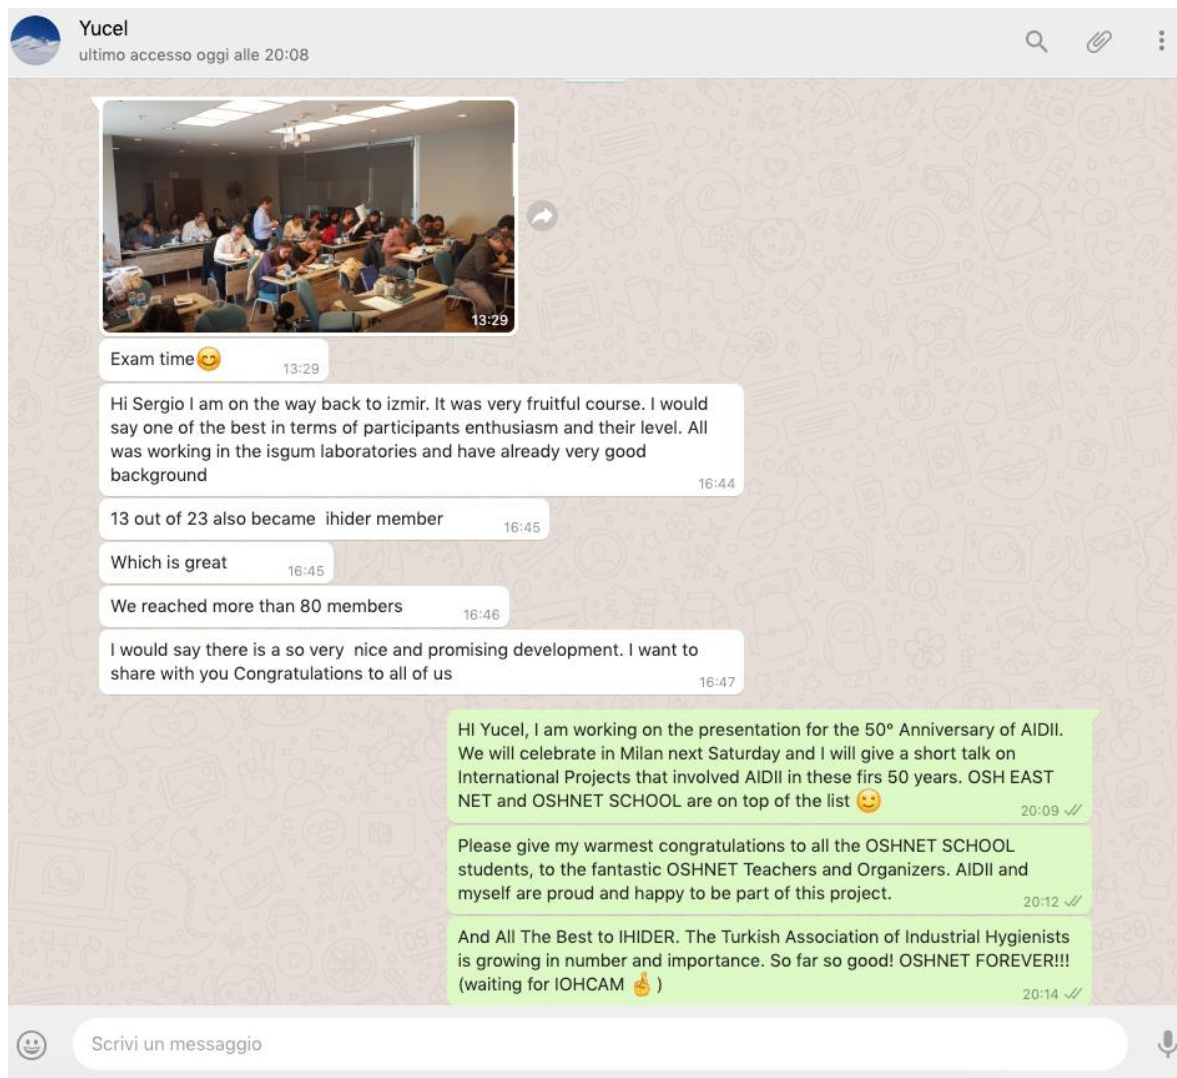 Yucel
ultimo accesso oggi alle 20:08
13:29
Exam time😊
13:29
Hi Sergio I am on the way back to izmir. It was very fruitful course. I would
say one of the best in terms of participants enthusiasm and their level. All
was working in the isgum laboratories and have already very good
background
16:44
13 out of 23 also became ihider member
16:45
Which is great
16:45
We reached more than 80 members
16:46
I would say there is a so very nice and promising development. I want to
share with you Congratulations to all of us
16:47
HI Yucel, I am working on the presentation for the 50° Anniversary of AIDII.
We will celebrate in Milan next Saturday and I will give a short talk on
International Projects that involved AIDII in these firs 50 years. OSH EAST
NET and OSHNET SCHOOL are on top of the list 🙂
20:09
Please give my warmest congratulations to all the OSHNET SCHOOL
students, to the fantastic OSHNET Teachers and Organizers. AIDII and
myself are proud and happy to be part of this project.
20:12
And All The Best to IHIDER. The Turkish Association of Industrial Hygienists
is growing in number and importance. So far so good! OSHNET FOREVER!!!
(waiting for IOHCAM 🤞 )
20:14
Scrivi un messaggio